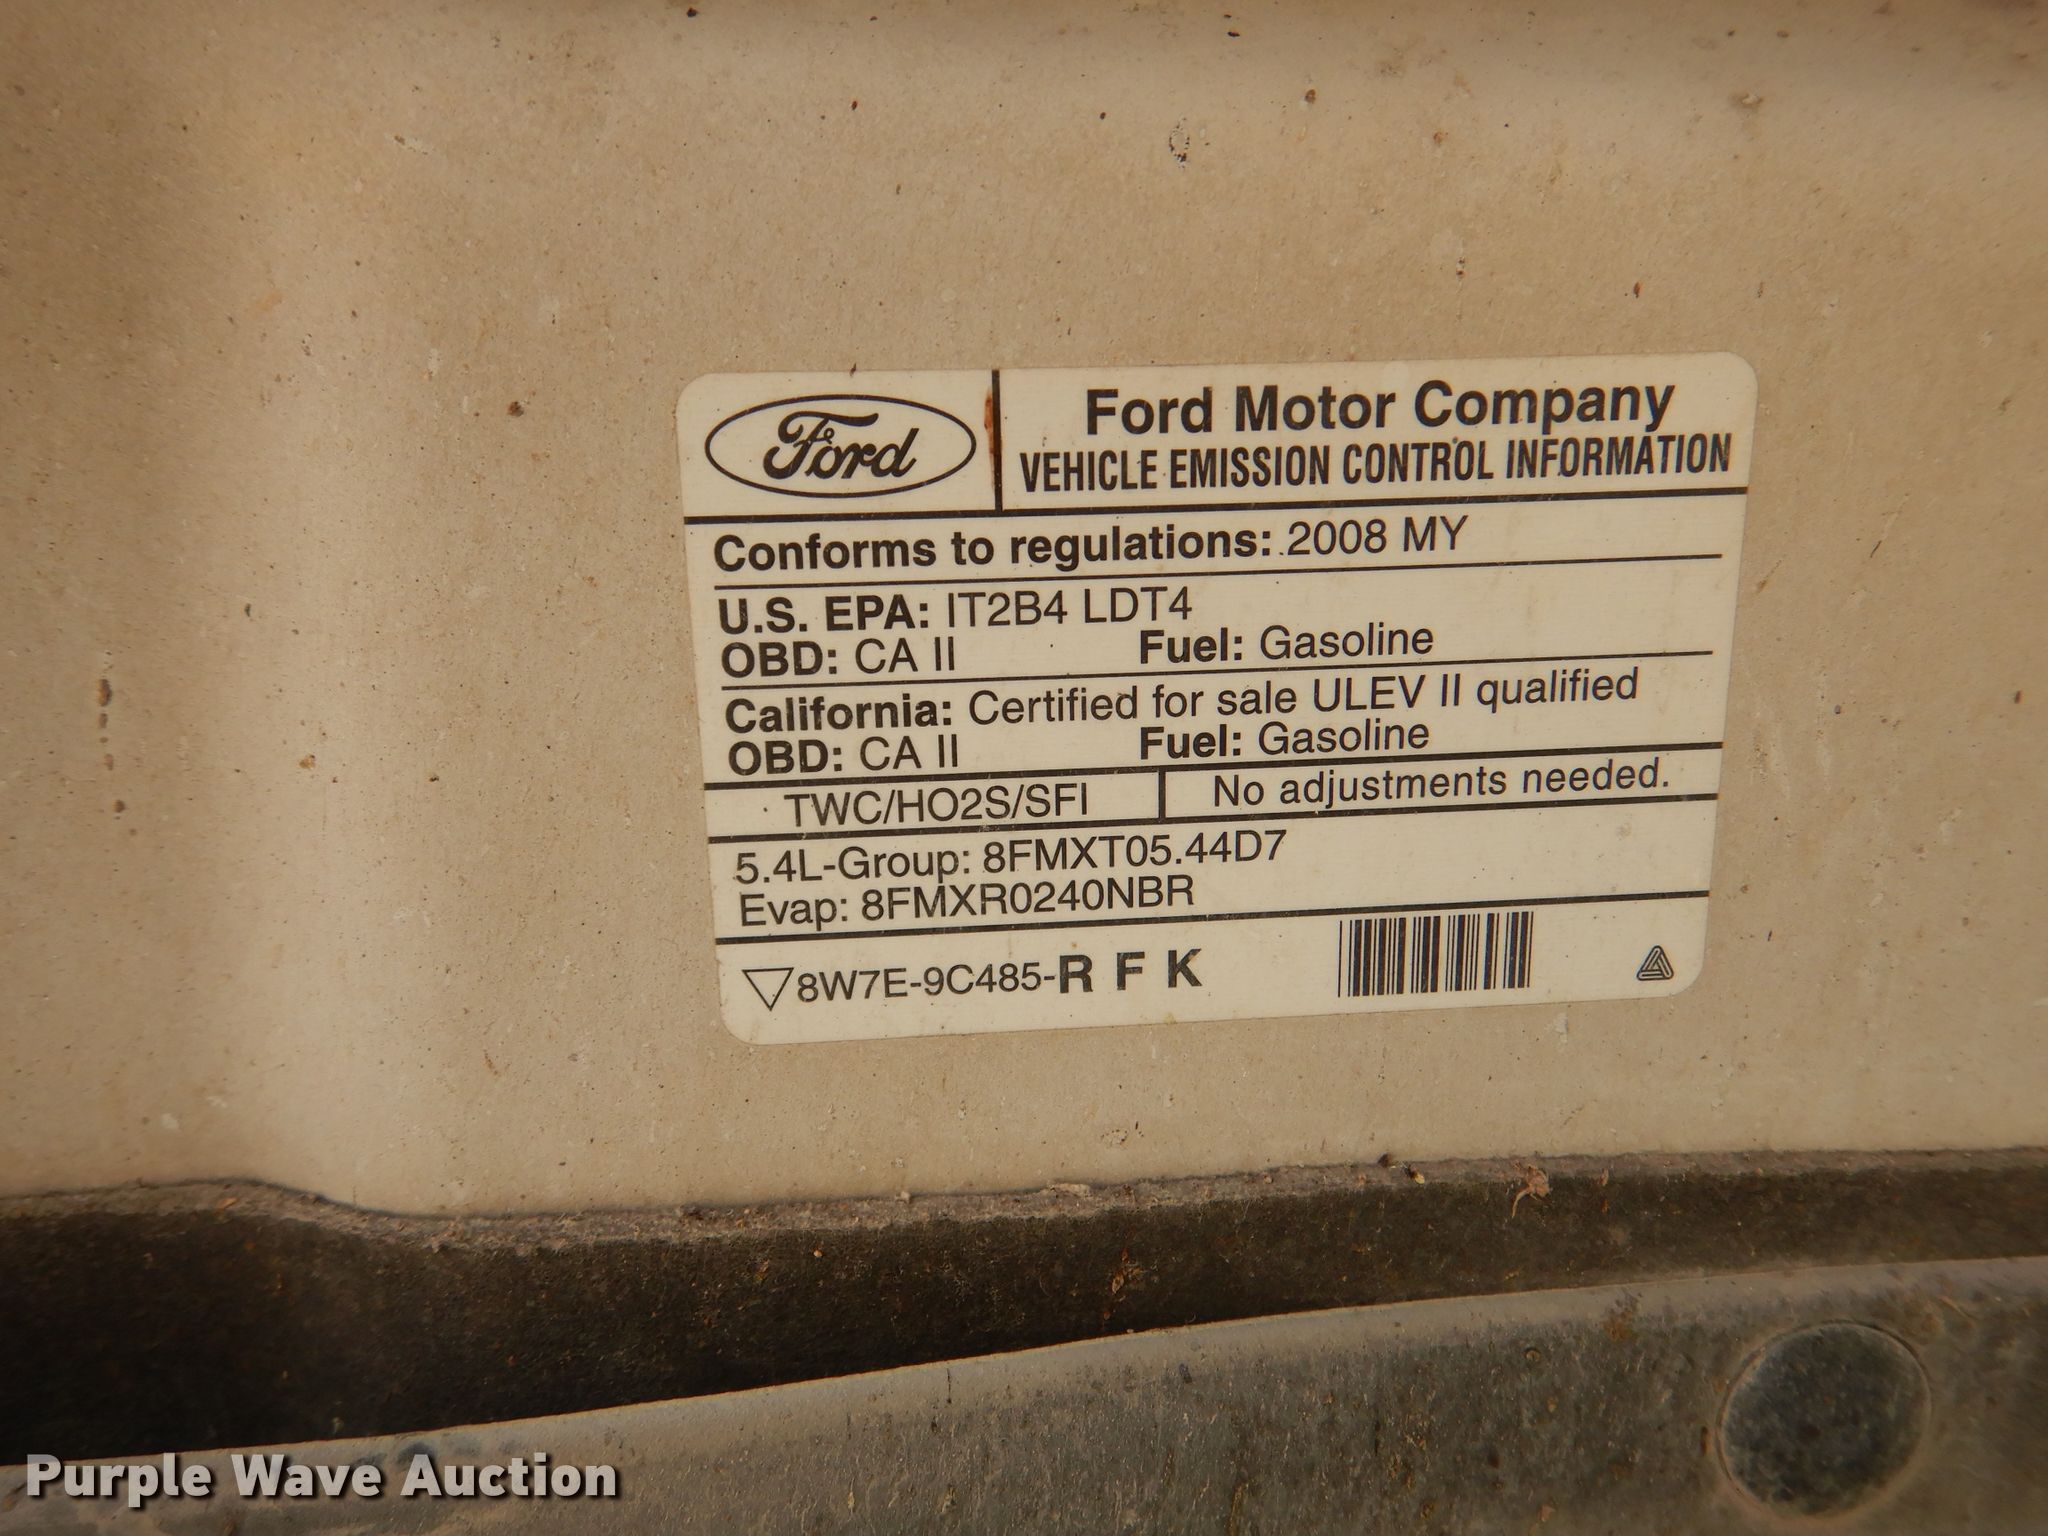 Ford
Ford Motor Company
VEHICLE EMISSION CONTROL INFORMATION
Conforms to regulations: 2008 MY
U.S. EPA: IT2B4 LDT4
OBD: CA II Fuel: Gasoline
California: Certified for sale ULEV II qualified
OBD: CA II Fuel: Gasoline
TWC/HO2S/SFI No adjustments needed.
5.4L-Group: 8FMXT05.44D7
Evap: 8FMXR0240NBR
8W7E-9C485-R F K
Purple Wave Auction